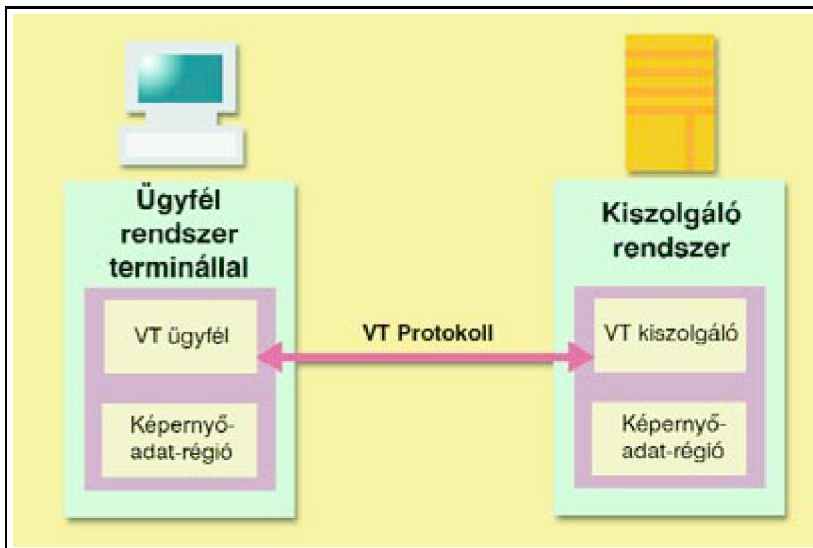 Ügyfél
rendszer
terminállal
VT ügyfél
Képernyő-
adat-régió
VT Protokoll
Kiszolgáló
rendszer
VT kiszolgáló
Képernyő-
adat-régió